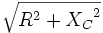 √(R² + X_C²)